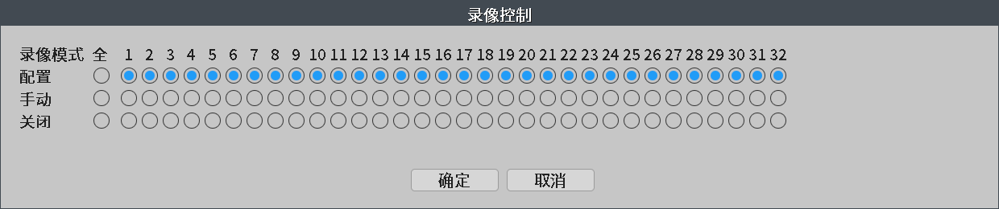 录像控制
录像模式 全 1 2 3 4 5 6 7 8 9 10 11 12 13 14 15 16 17 18 19 20 21 22 23 24 25 26 27 28 29 30 31 32
配置
手动
关闭
确定 取消